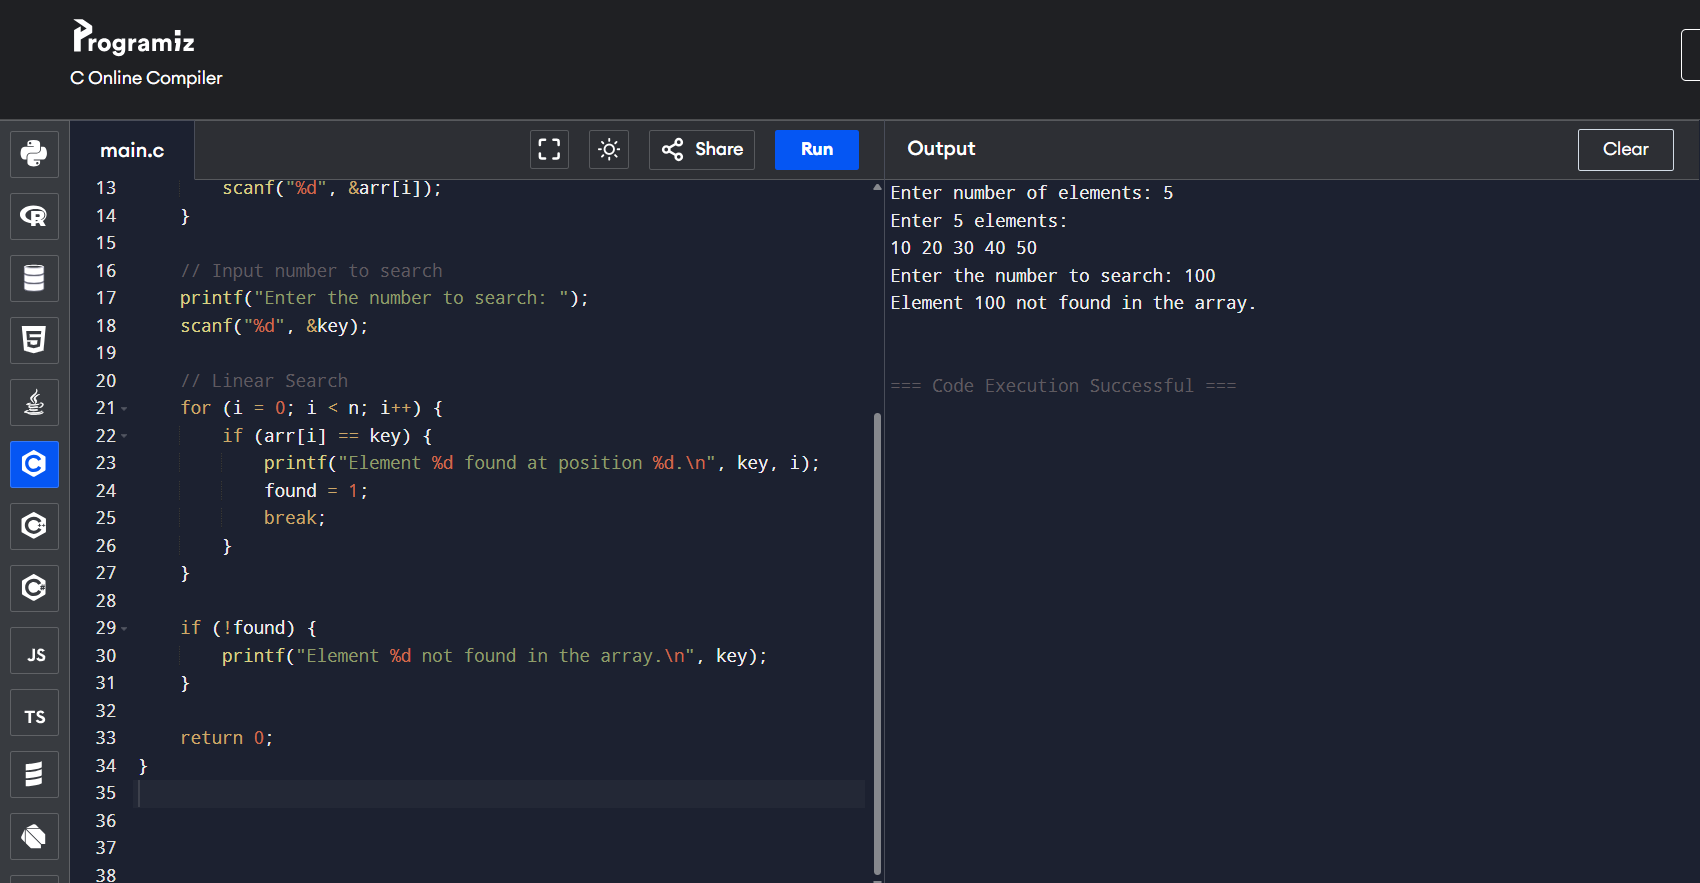 Programiz
C Online Compiler
main.c
Share
Run
Output
Clear
13 scanf("%d", &arr[i]);
14 }
15
16 // Input number to search
17 printf("Enter the number to search: ");
18 scanf("%d", &key);
19
20 // Linear Search
21 for (i = 0; i < n; i++) {
22 if (arr[i] == key) {
23 printf("Element %d found at position %d.\n", key, i);
24 found = 1;
25 break;
26 }
27 }
28
29 if (!found) {
30 printf("Element %d not found in the array.\n", key);
31 }
32
33 return 0;
34 }
35
36
37
38
Enter number of elements: 5
Enter 5 elements:
10 20 30 40 50
Enter the number to search: 100
Element 100 not found in the array.
=== Code Execution Successful ===
R
5
C
C++
C#
JS
TS